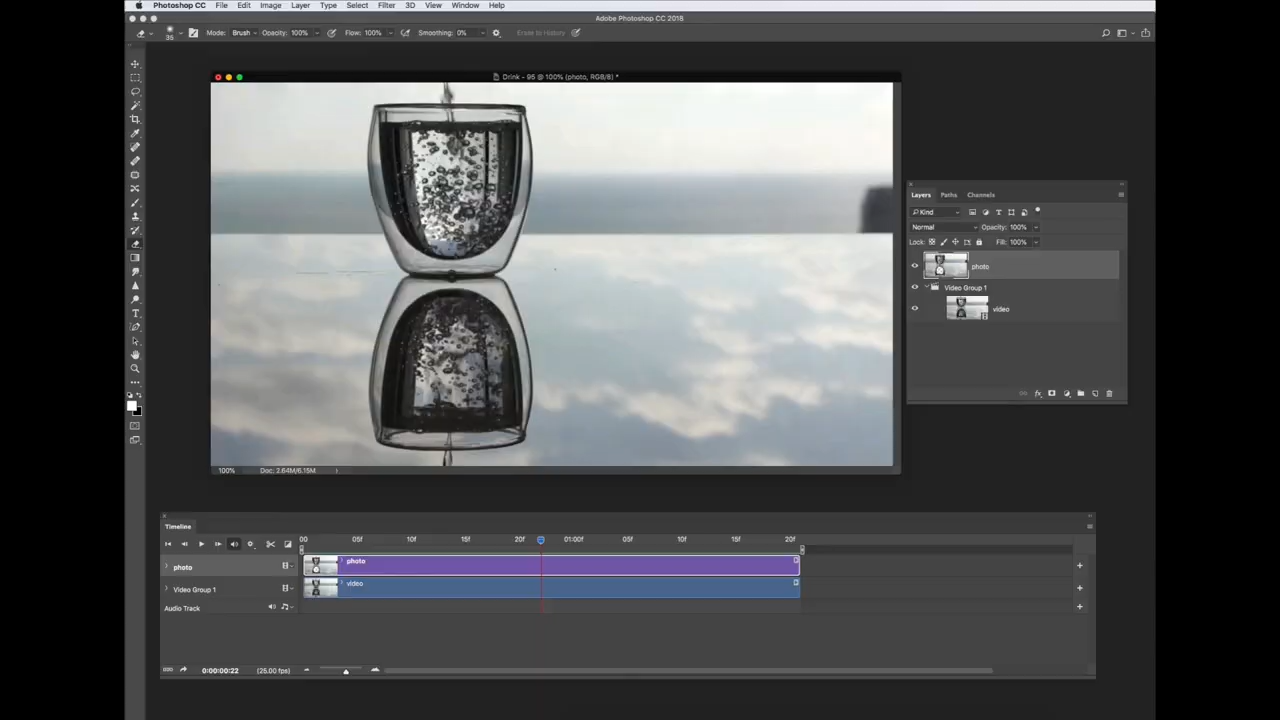 Photoshop CC File Edit Image Layer Type Select Filter 3D View Window Help
Adobe Photoshop CC 2018
35 Mode: Brush Opacity: 100% Flow: 100% Smoothing: 0% Erase to History
Drink - 95 @ 100% (photo, RGB/8) *
Layers Paths Channels
Kind
Normal Opacity: 100%
Lock: Fill: 100%
photo
Video Group 1
video
100% Doc: 2.64M/6.15M
Timeline
00 05f 10f 15f 20f 01:00f 05f 10f 15f 20f
photo photo
Video Group 1 video
Audio Track
0:00:00:22 (25.00 fps)